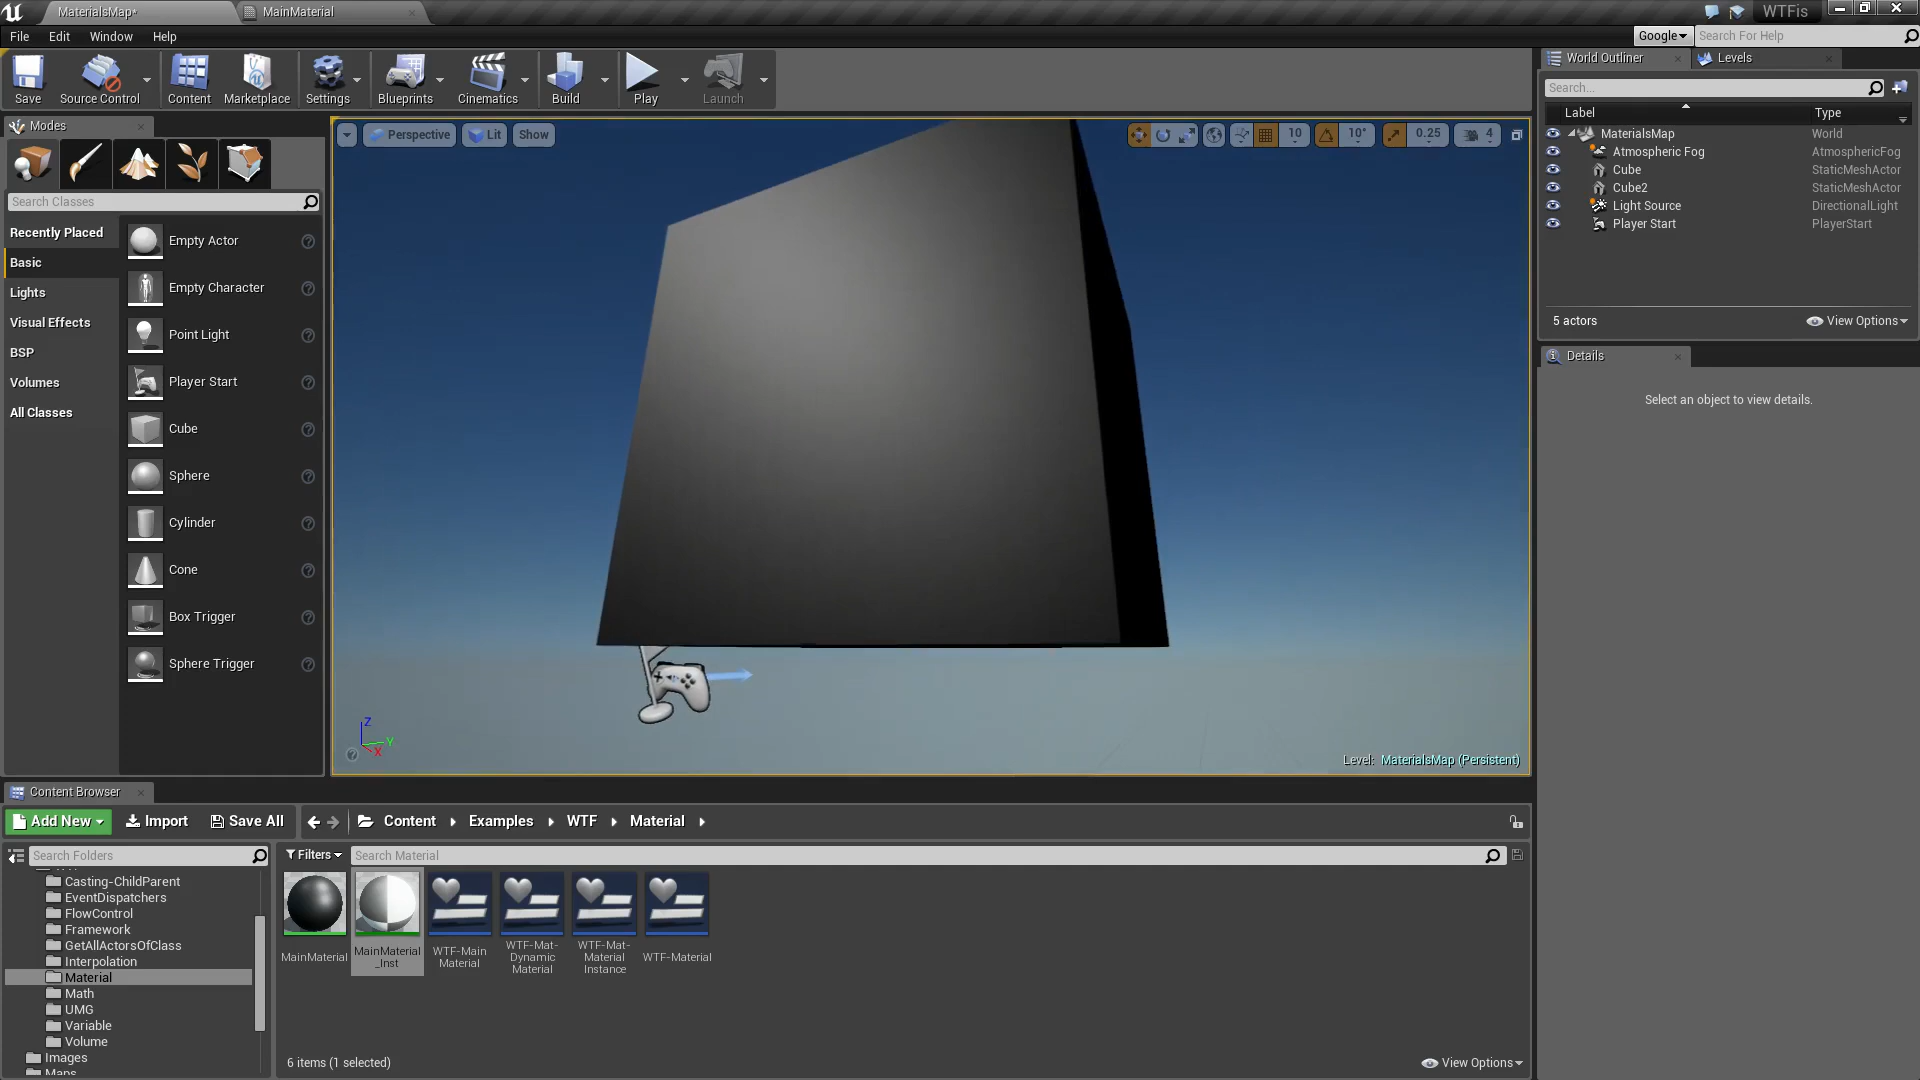 MaterialsMap*
MainMaterial
WTFis
File Edit Window Help
Google
Search For Help
Save
Source Control
Content
Marketplace
Settings
Blueprints
Cinematics
Build
Play
Launch
World Outliner
Levels
Search...
Label
Type
MaterialsMap World
Atmospheric Fog AtmosphericFog
Cube StaticMeshActor
Cube2 StaticMeshActor
Light Source DirectionalLight
Player Start PlayerStart
5 actors
View Options
Details
Select an object to view details.
Modes
Search Classes
Recently Placed
Basic
Lights
Visual Effects
BSP
Volumes
All Classes
Empty Actor
Empty Character
Point Light
Player Start
Cube
Sphere
Cylinder
Cone
Box Trigger
Sphere Trigger
Perspective
Lit
Show
10
10°
0.25
4
Z
Y
X
Level: MaterialsMap (Persistent)
Content Browser
Add New
Import
Save All
Content
Examples
WTF
Material
Search Folders
Filters
Search Material
Casting-ChildParent
EventDispatchers
FlowControl
Framework
GetAllActorsOfClass
Interpolation
Material
Math
UMG
Variable
Volume
Images
Maps
MainMaterial
MainMaterial
_Inst
WTF-Main
Material
WTF-Mat-
Dynamic
Material
WTF-Mat-
Material
Instance
WTF-Material
6 items (1 selected)
View Options